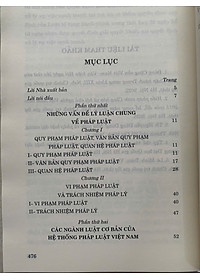 MỤC LỤC
Trang
Lời Nhà xuất bản 5
Lời nói đầu 7
Phần thứ nhất
NHỮNG VẤN ĐỀ LÝ LUẬN CHUNG
VỀ PHÁP LUẬT 11
Chương I
QUY PHẠM PHÁP LUẬT, VĂN BẢN QUY PHẠM
PHÁP LUẬT, QUAN HỆ PHÁP LUẬT 11
I- QUY PHẠM PHÁP LUẬT 11
II- VĂN BẢN QUY PHẠM PHÁP LUẬT 17
III- QUAN HỆ PHÁP LUẬT 28
Chương II
VI PHẠM PHÁP LUẬT
VÀ TRÁCH NHIỆM PHÁP LÝ 40
I- VI PHẠM PHÁP LUẬT 40
II- TRÁCH NHIỆM PHÁP LÝ 47
Phần thứ hai
CÁC NGÀNH LUẬT CƠ BẢN CỦA
HỆ THỐNG PHÁP LUẬT VIỆT NAM 52
476